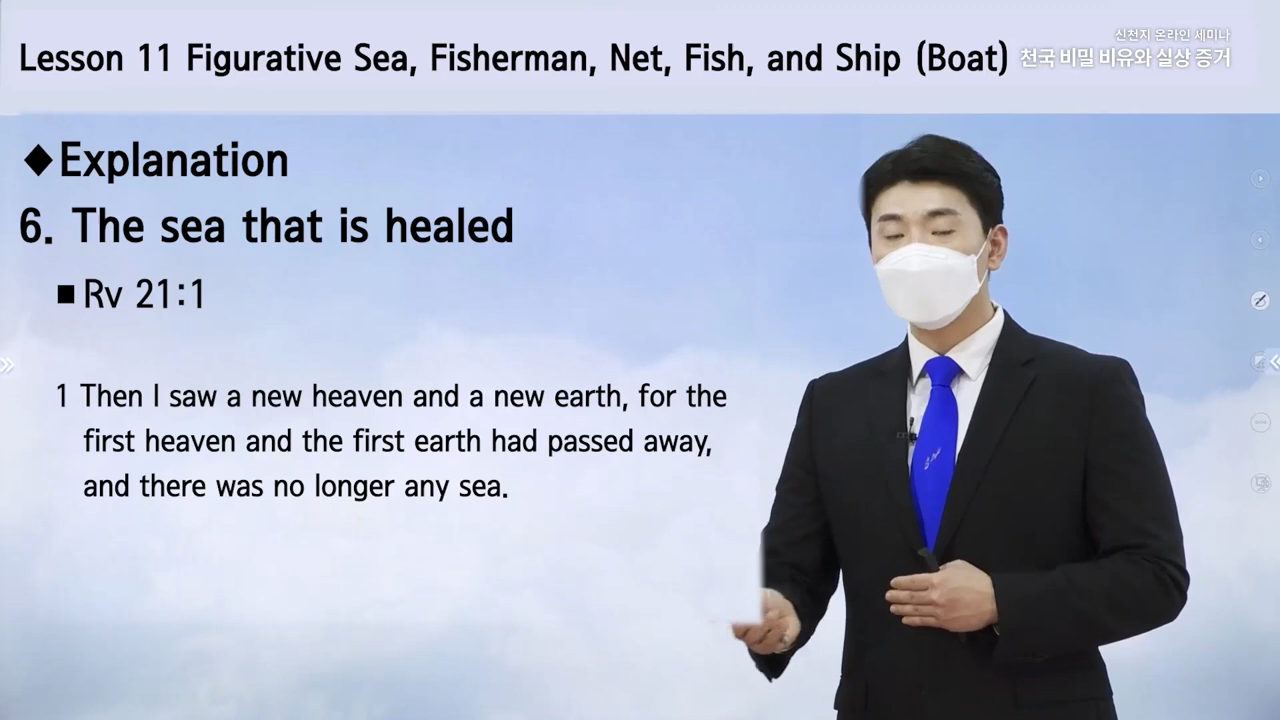 Lesson 11 Figurative Sea, Fisherman, Net, Fish, and Ship (Boat)
신천지 온라인 세미나
천국 비밀 비유와 실상 증거
◆Explanation
6. The sea that is healed
■ Rv 21:1
1 Then I saw a new heaven and a new earth, for the
first heaven and the first earth had passed away,
and there was no longer any sea.